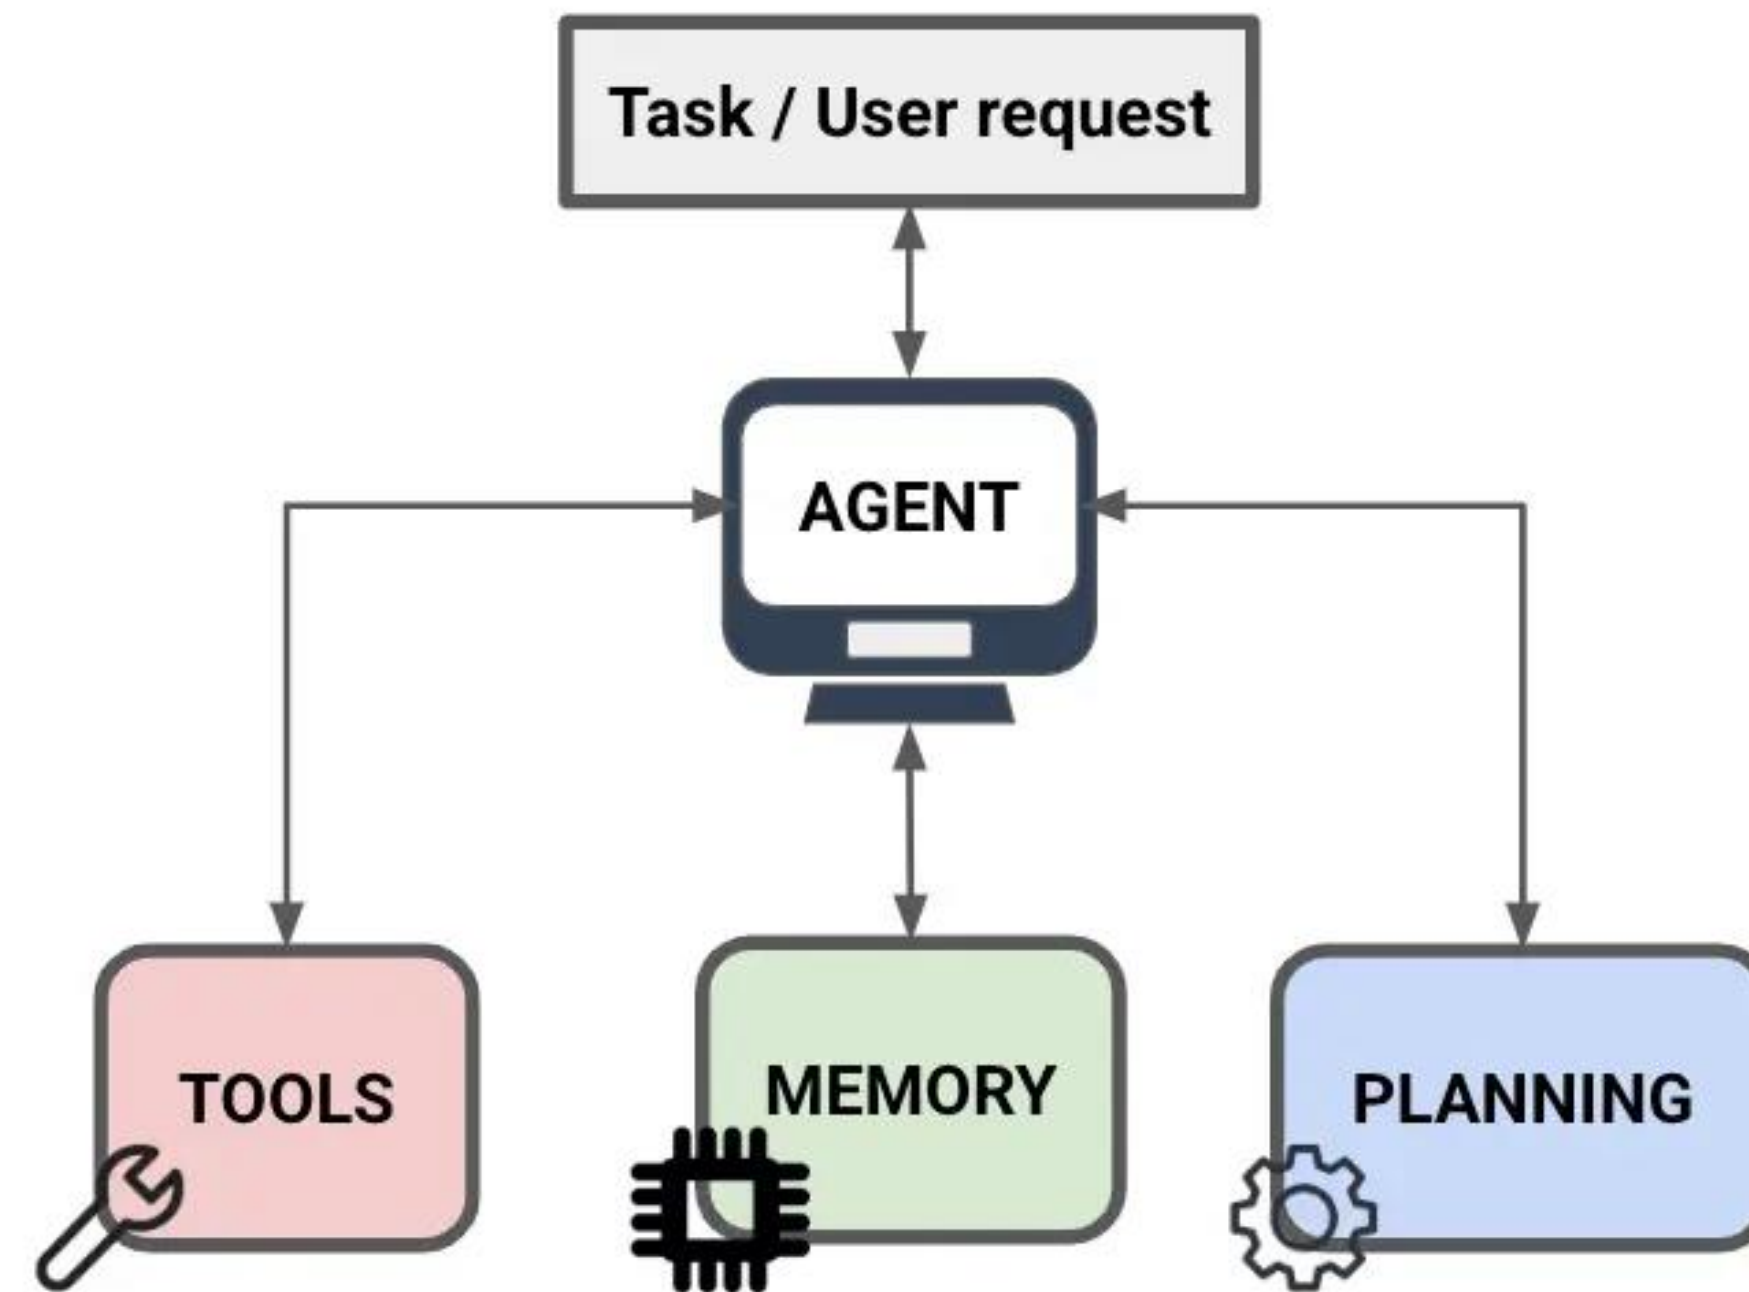 Task / User request
AGENT
TOOLS
MEMORY
PLANNING